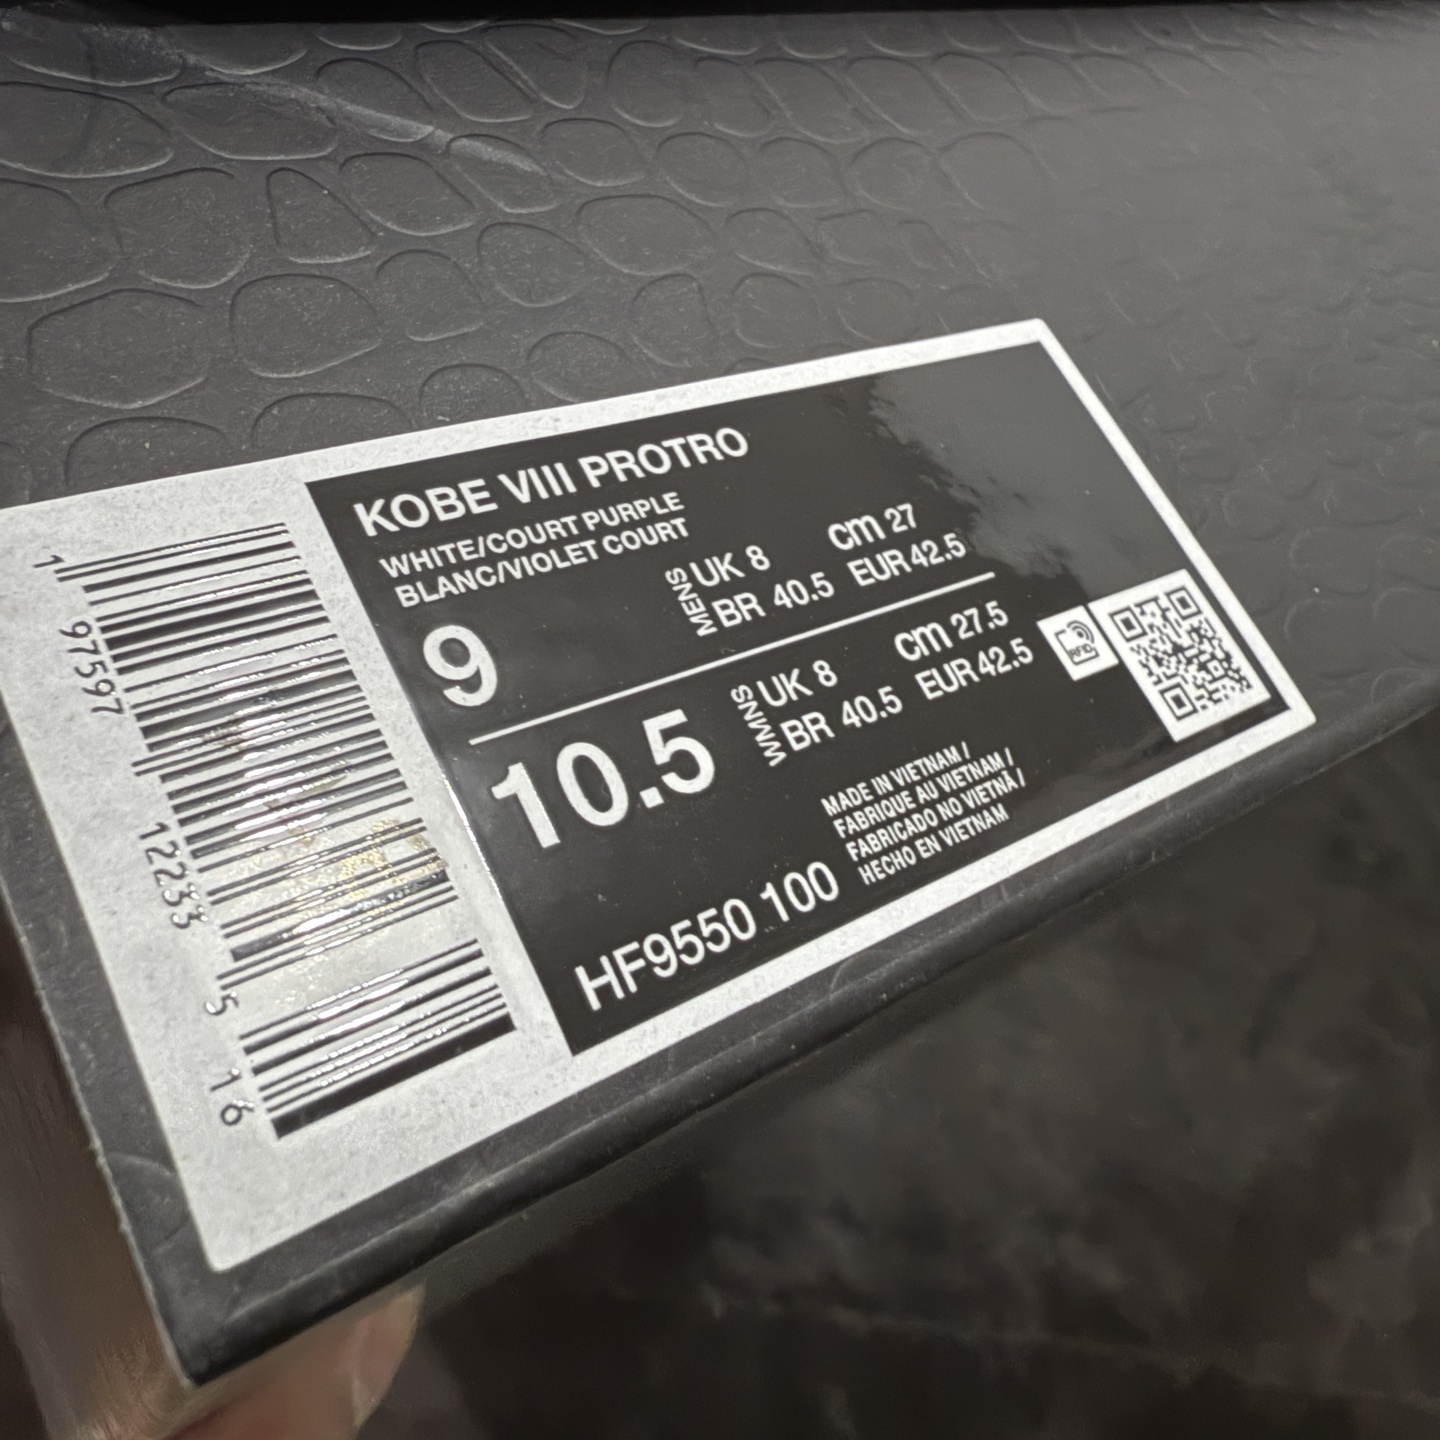 KOBE VIII PROTRO
WHITE/COURT PURPLE
BLANC/VIOLET COURT
9
MENS
UK 8
cm 27
BR 40.5
EUR 42.5
10.5
WMNS
UK 8
cm 27.5
BR 40.5
EUR 42.5
RFID
MADE IN VIETNAM /
FABRIQUE AU VIETNAM /
FABRICADO NO VIETNÃ /
HECHO EN VIETNAM
HF9550 100
1 97597 12233 5 16